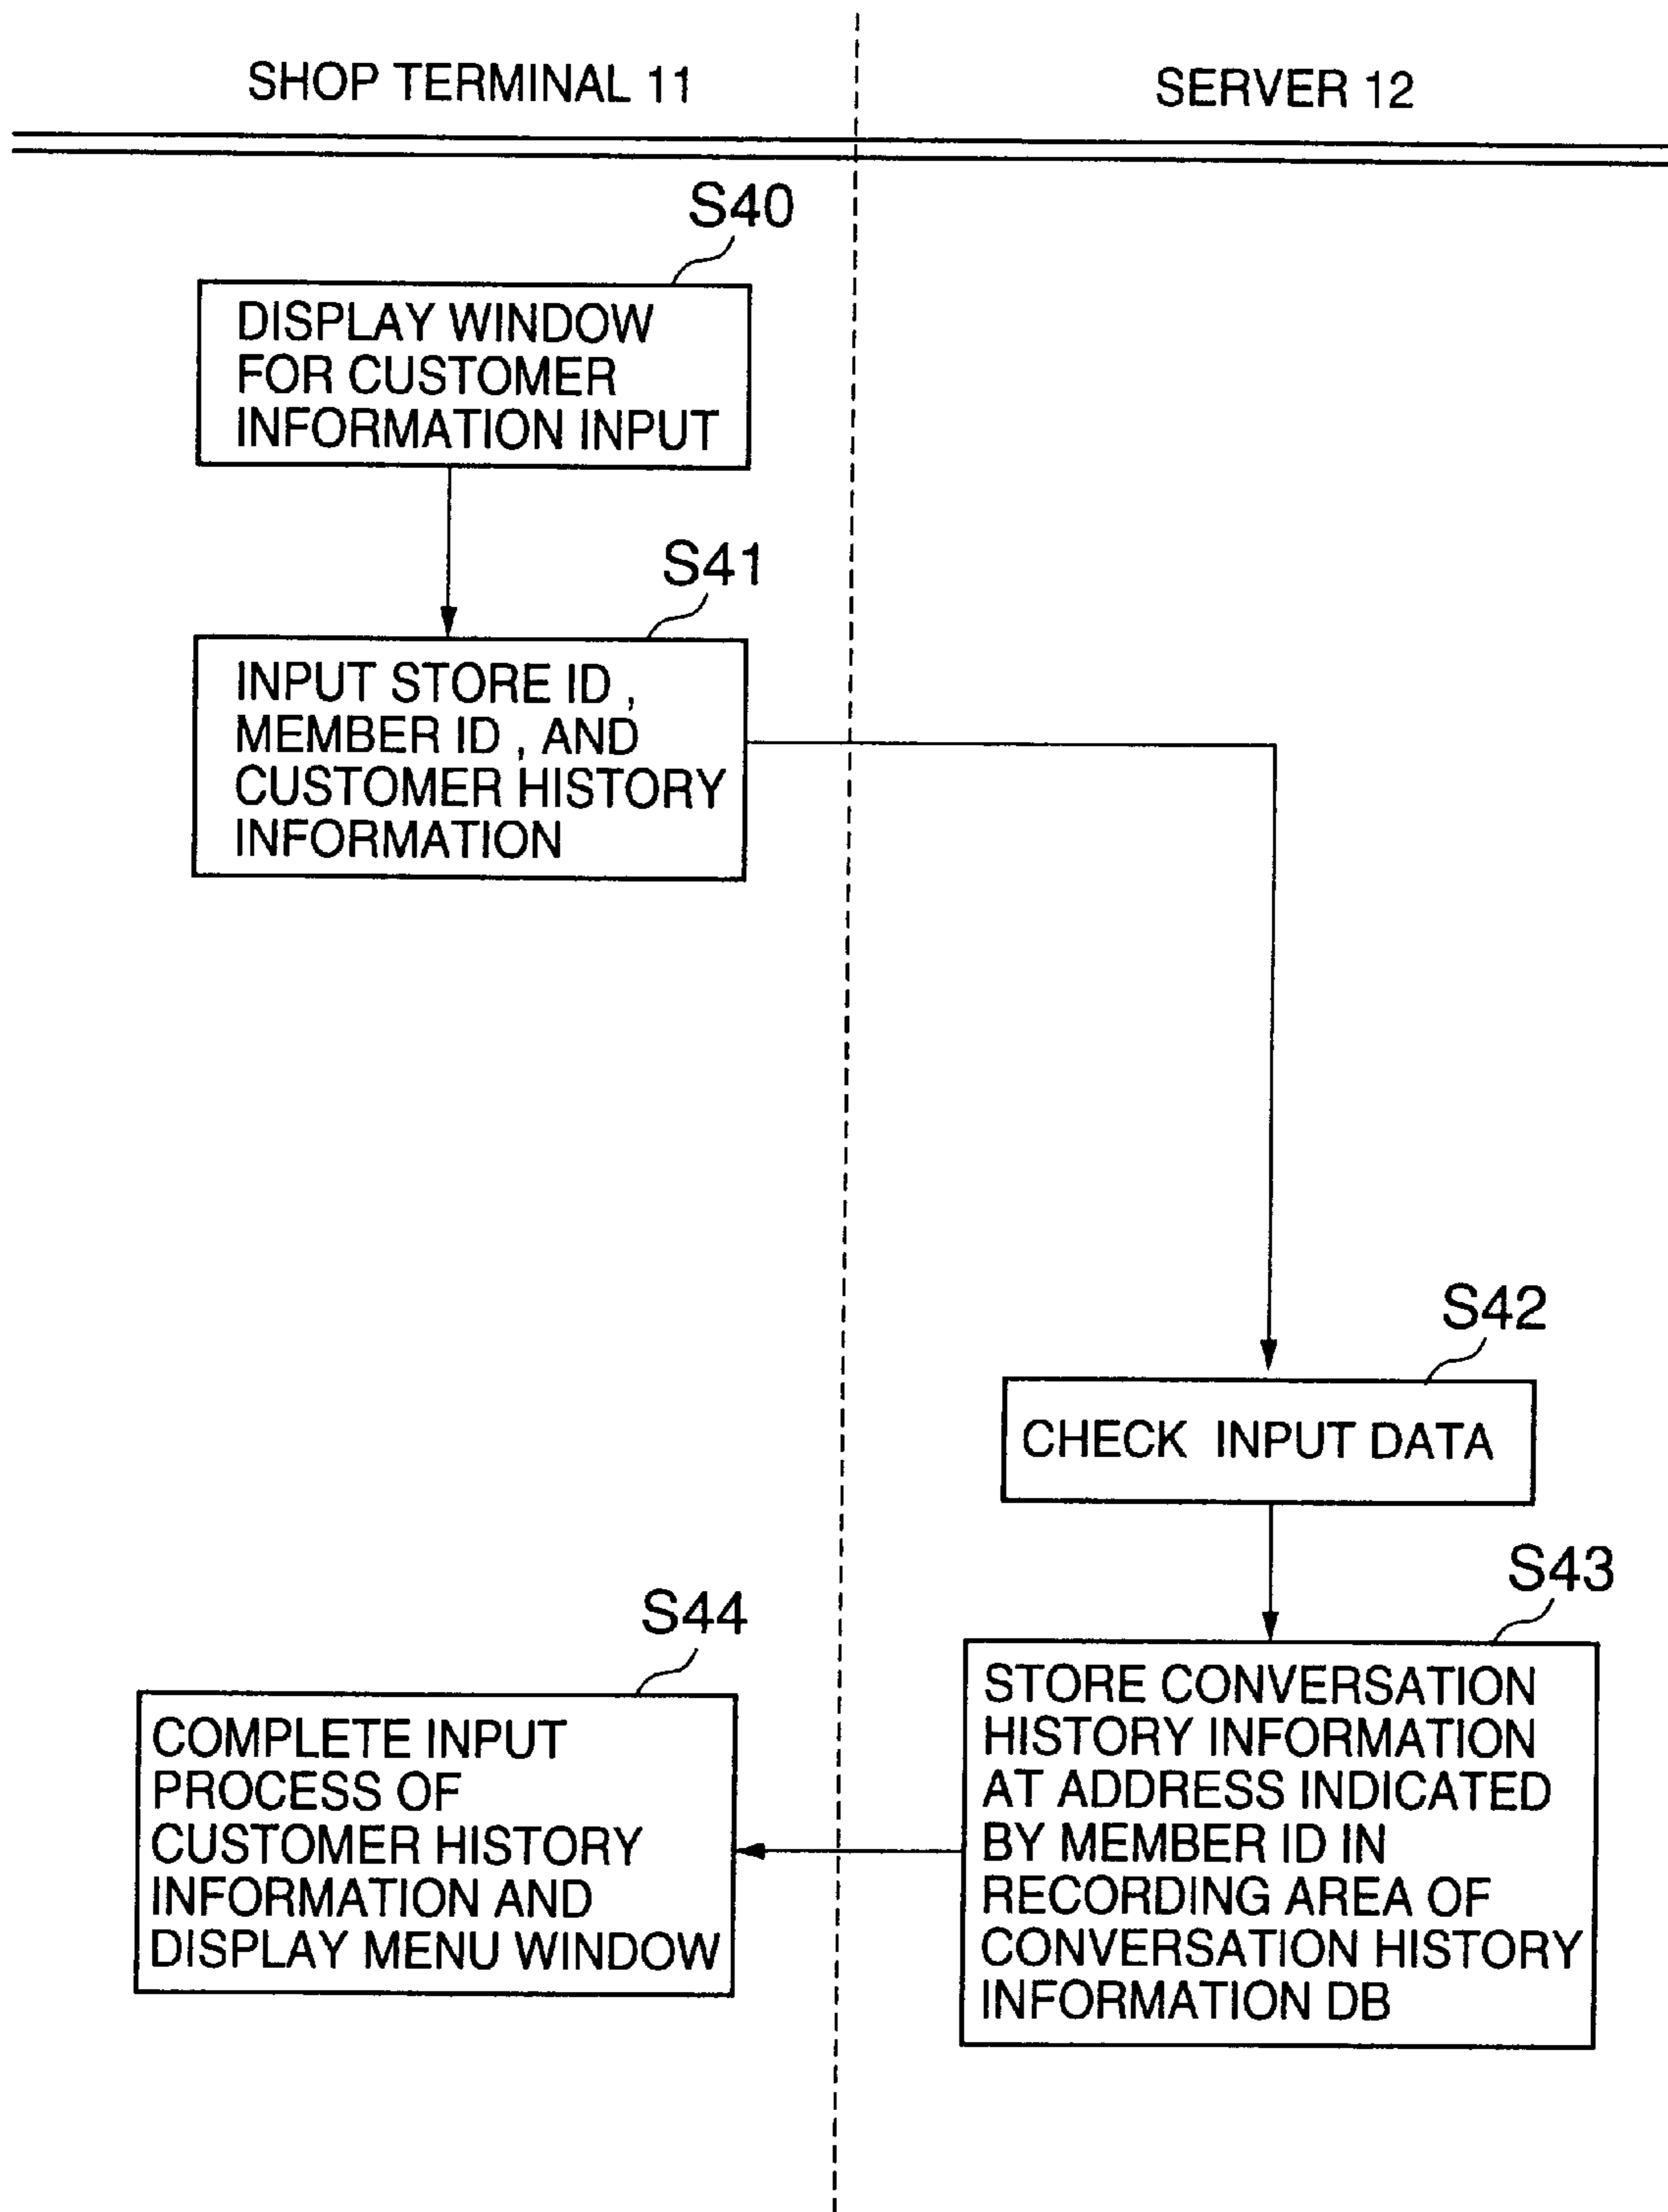 SHOP TERMINAL 11
SERVER 12
S40
DISPLAY WINDOW
FOR CUSTOMER
INFORMATION INPUT
S41
INPUT STORE ID ,
MEMBER ID , AND
CUSTOMER HISTORY
INFORMATION
S42
CHECK INPUT DATA
S43
STORE CONVERSATION
HISTORY INFORMATION
AT ADDRESS INDICATED
BY MEMBER ID IN
RECORDING AREA OF
CONVERSATION HISTORY
INFORMATION DB
S44
COMPLETE INPUT
PROCESS OF
CUSTOMER HISTORY
INFORMATION AND
DISPLAY MENU WINDOW